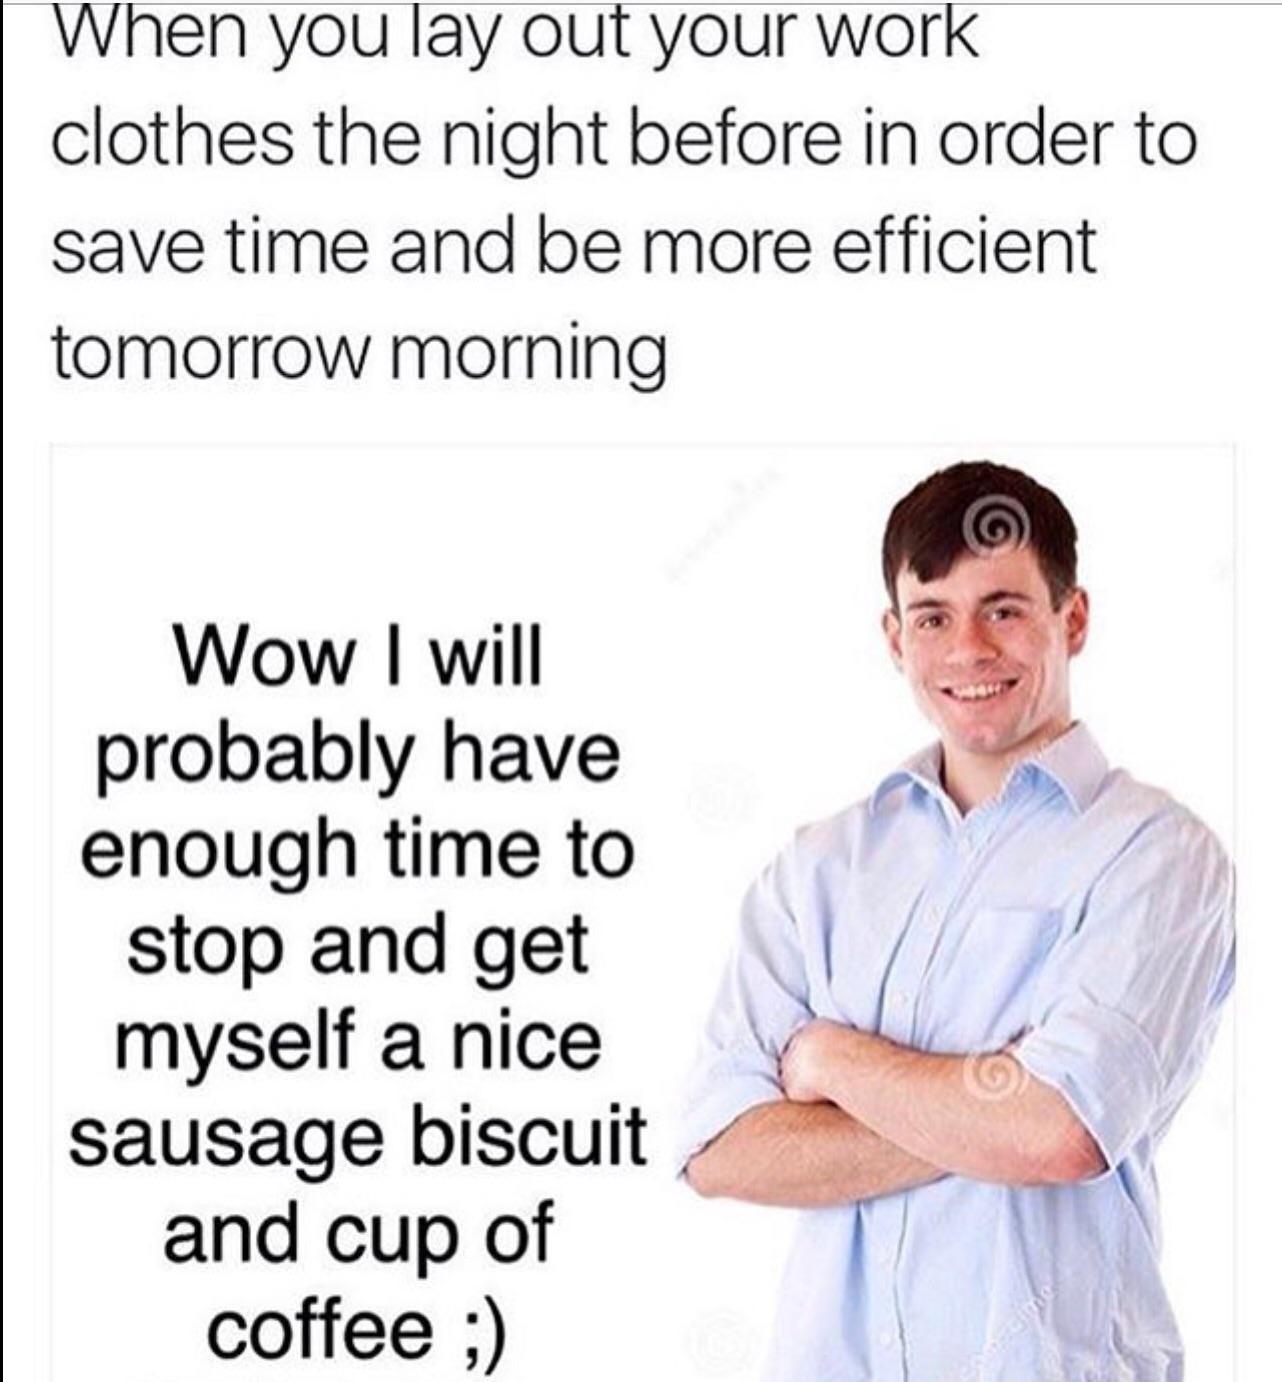 When you lay out your work
clothes the night before in order to
save time and be more efficient
tomorrow morning
Wow I will
probably have
enough time to
stop and get
myself a nice
sausage biscuit
and cup of
coffee ;)